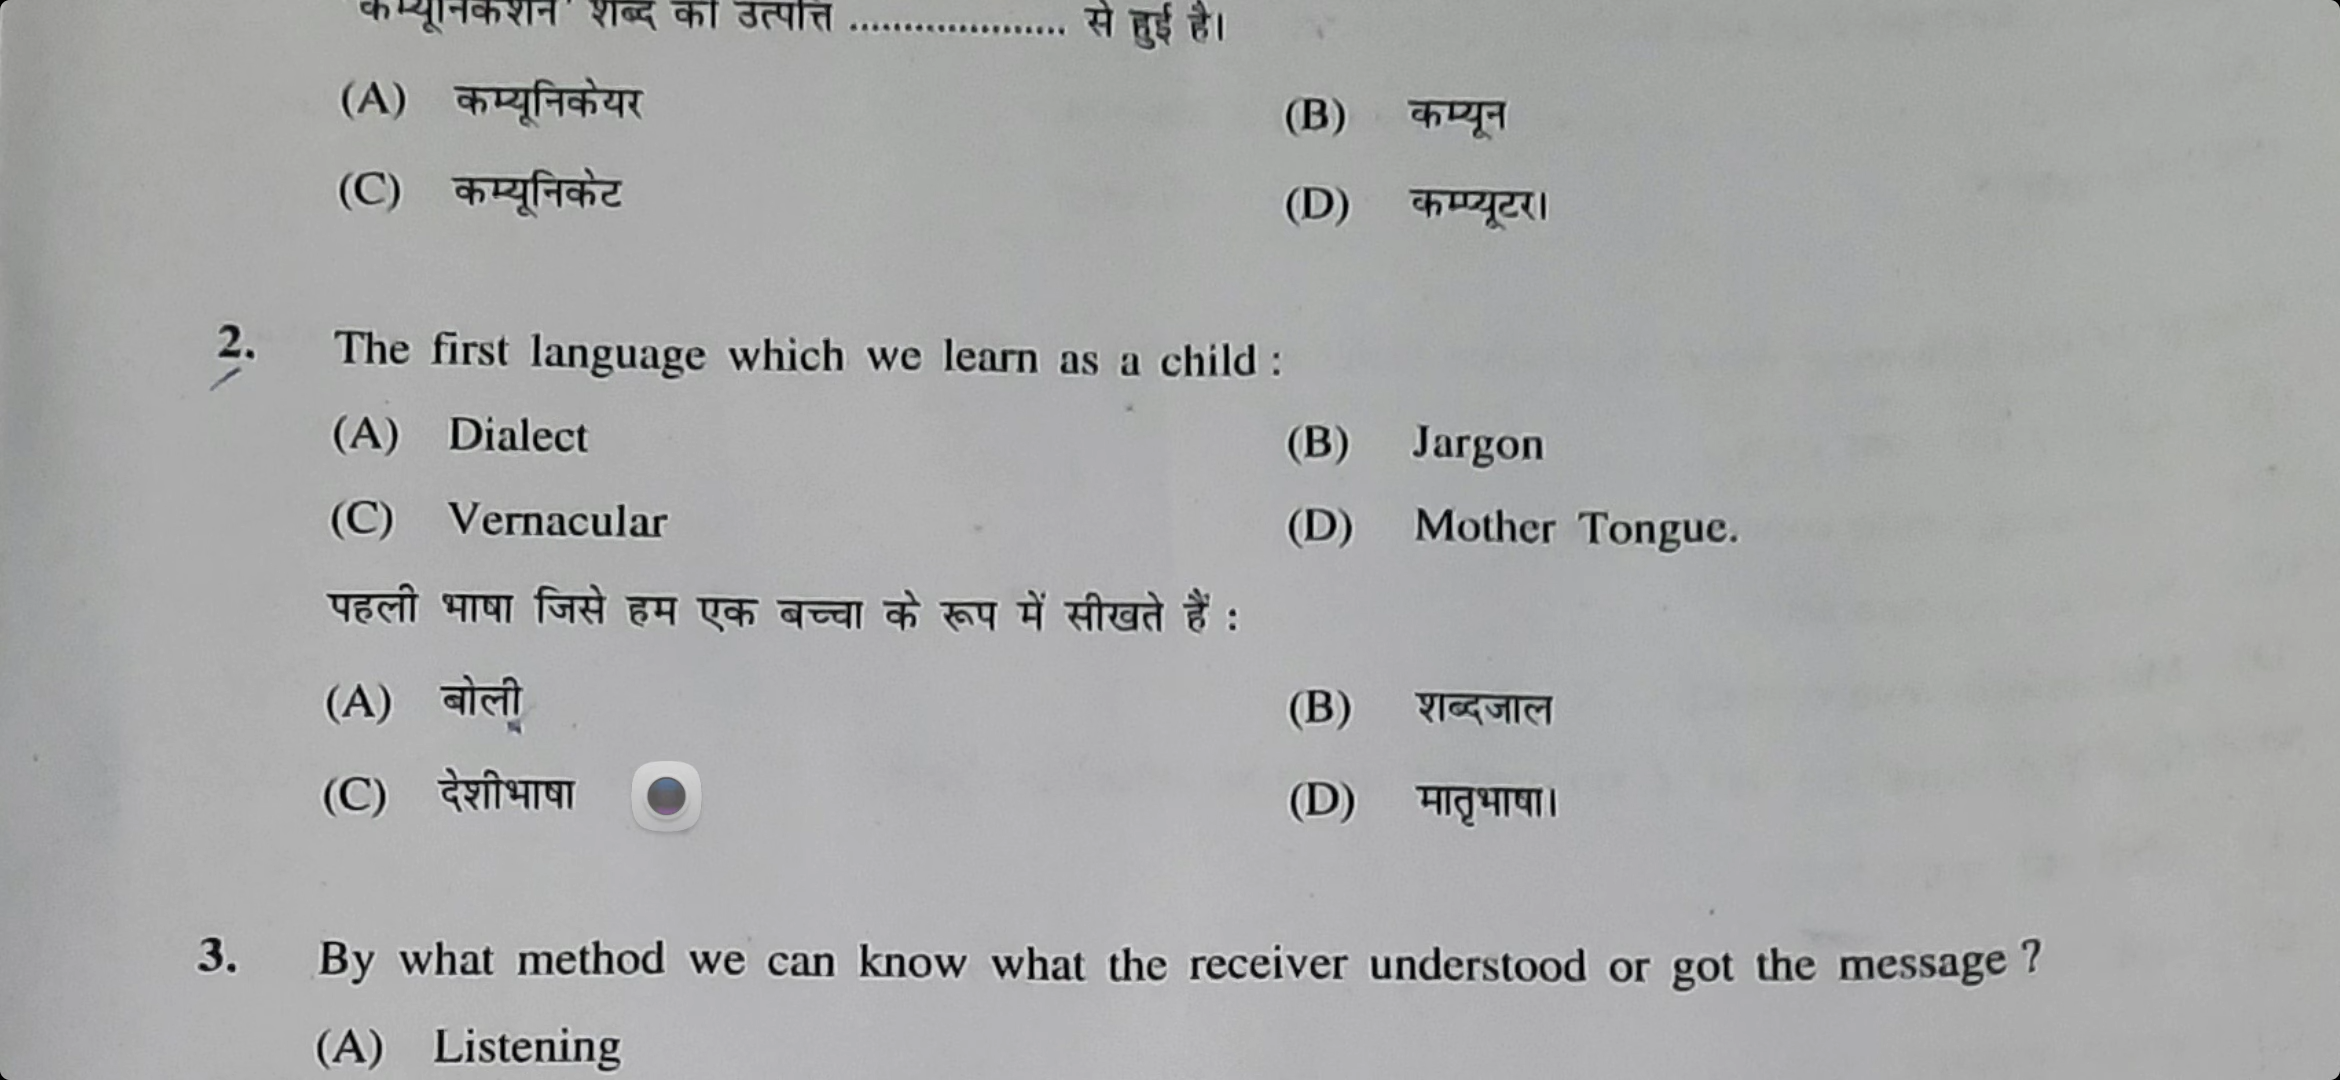 कम्यूनिकेशन' शब्द की उत्पत्ति .................... से हुई है।
(A) कम्यूनिकेयर (B) कम्यून
(C) कम्यूनिकेट (D) कम्प्यूटर।
2. The first language which we learn as a child :
(A) Dialect (B) Jargon
(C) Vernacular (D) Mother Tongue.
पहली भाषा जिसे हम एक बच्चा के रूप में सीखते हैं :
(A) बोली (B) शब्दजाल
(C) देशीभाषा (D) मातृभाषा।
3. By what method we can know what the receiver understood or got the message ?
(A) Listening